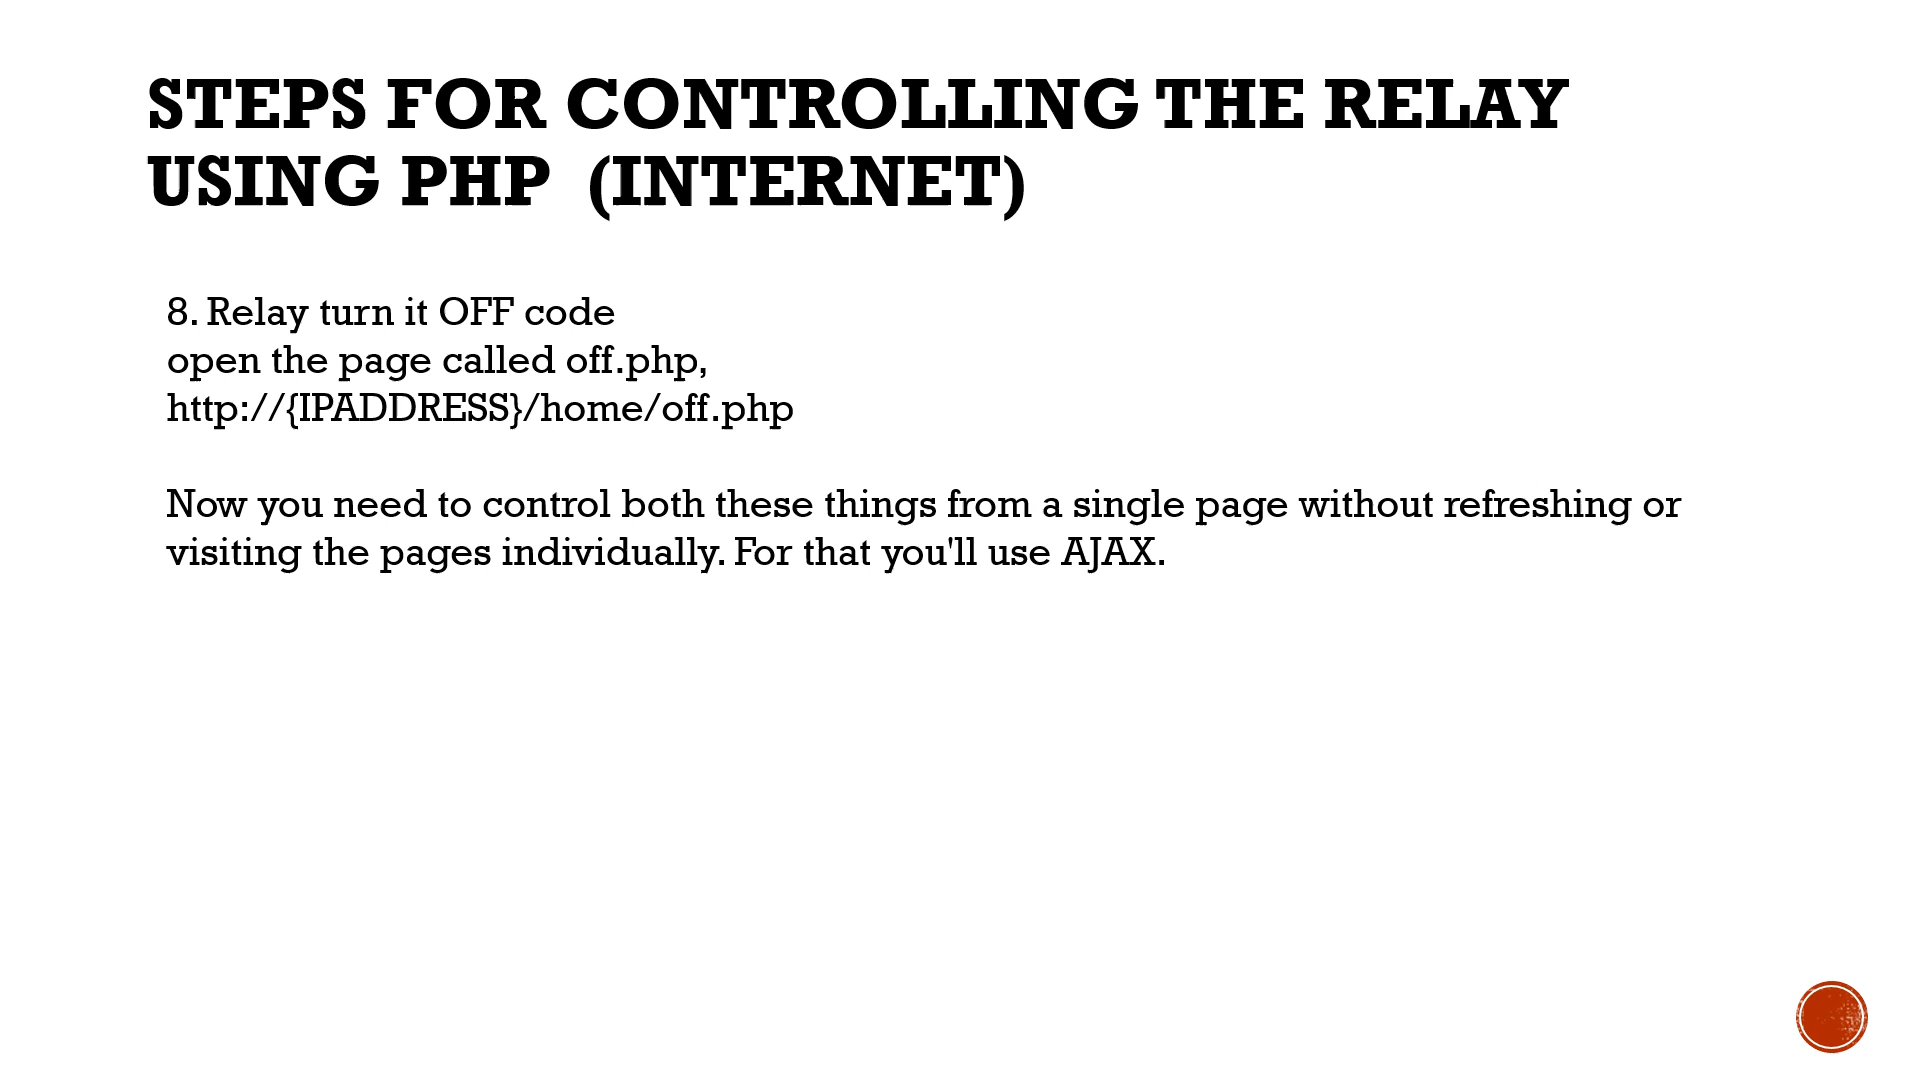 STEPS FOR CONTROLLING THE RELAY
USING PHP  (INTERNET)
8. Relay turn it OFF code
open the page called off.php,
http://{IPADDRESS}/home/off.php
Now you need to control both these things from a single page without refreshing or
visiting the pages individually. For that you'll use AJAX.